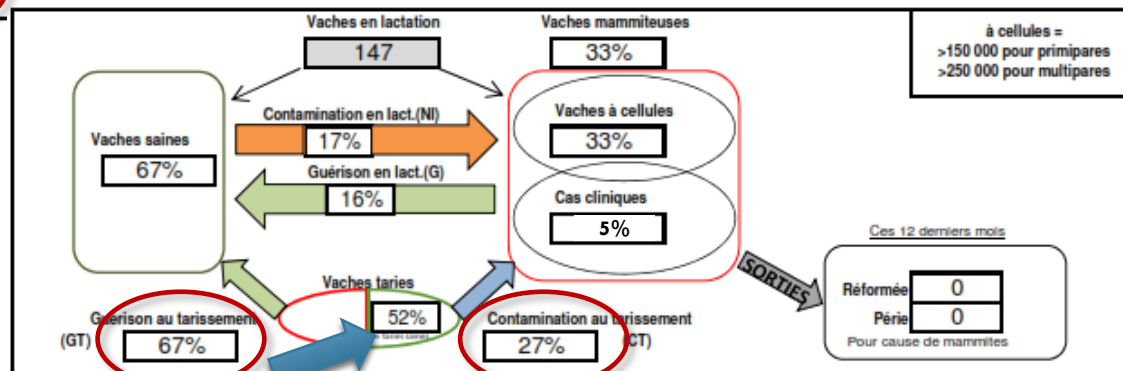 Vaches en lactation
147
Vaches mammiteuses
33%
à cellules =
>150 000 pour primipares
>250 000 pour multipares
Vaches saines
67%
Contamination en lact.(NI)
17%
Guérison en lact.(G)
16%
Vaches à cellules
33%
Cas cliniques
5%
Ces 12 derniers mois
SORTIES
Réformée 0
Périe 0
Pour cause de mammites
Vaches taries
52%
taries saines
Guérison au tarissement
(GT)
67%
Contamination au tarissement
(CT)
27%